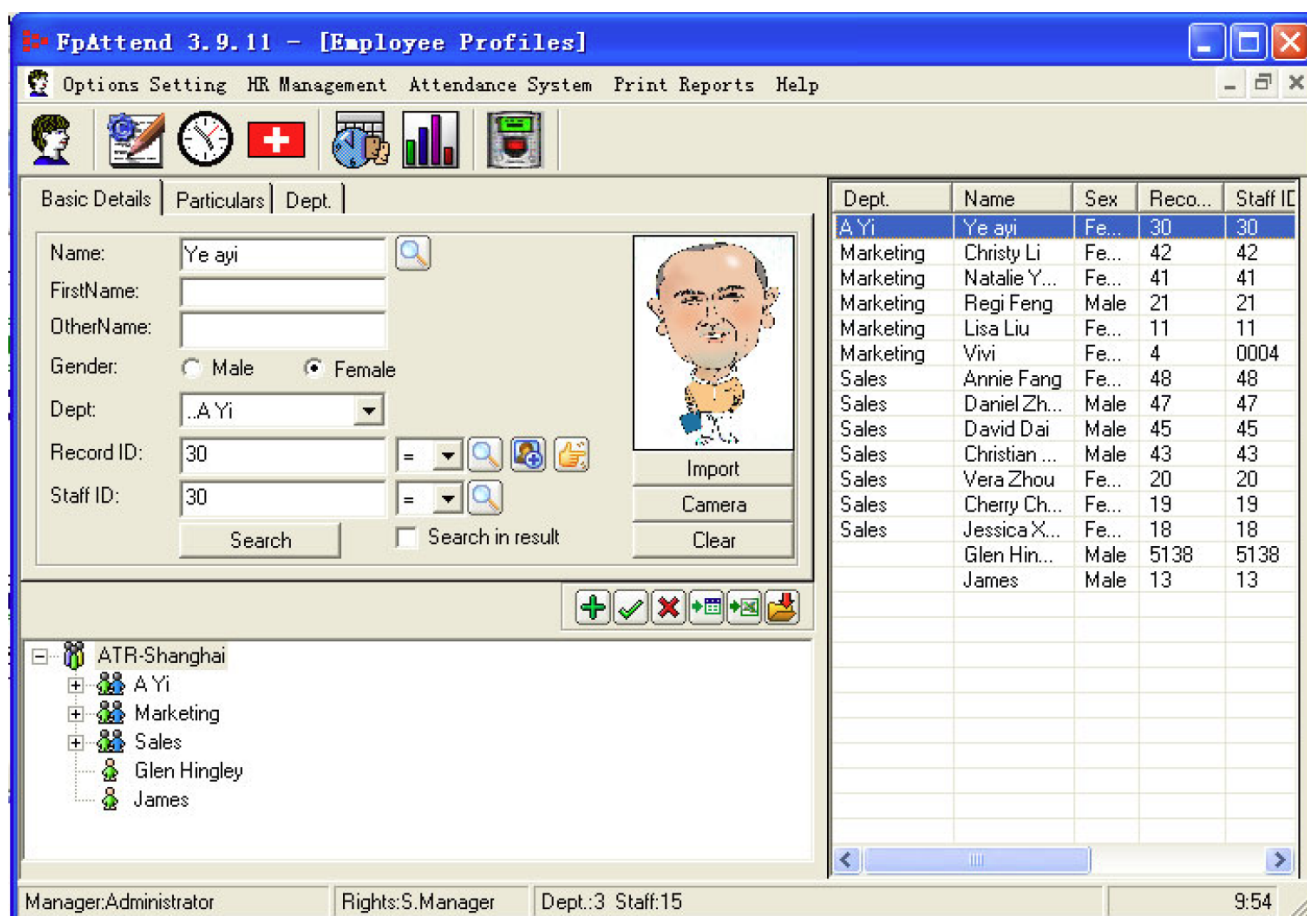 FpAttend 3.9.11 - [Employee Profiles]
Options Setting HR Management Attendance System Print Reports Help
Basic Details Particulars Dept.
Name: Ye ayi
FirstName:
OtherName:
Gender: Male Female
Dept: ..A Yi
Record ID: 30 =
Staff ID: 30 =
Search Search in result
Import
Camera
Clear
ATR-Shanghai
A Yi
Marketing
Sales
Glen Hingley
James
Dept. Name Sex Reco... Staff ID
A Yi Ye ayi Fe... 30 30
Marketing Christy Li Fe... 42 42
Marketing Natalie Y... Fe... 41 41
Marketing Regi Feng Male 21 21
Marketing Lisa Liu Fe... 11 11
Marketing Vivi Fe... 4 0004
Sales Annie Fang Fe... 48 48
Sales Daniel Zh... Male 47 47
Sales David Dai Male 45 45
Sales Christian ... Male 43 43
Sales Vera Zhou Fe... 20 20
Sales Cherry Ch... Fe... 19 19
Sales Jessica X... Fe... 18 18
Glen Hin... Male 5138 5138
James Male 13 13
Manager:Administrator Rights:S.Manager Dept.:3 Staff:15 9:54